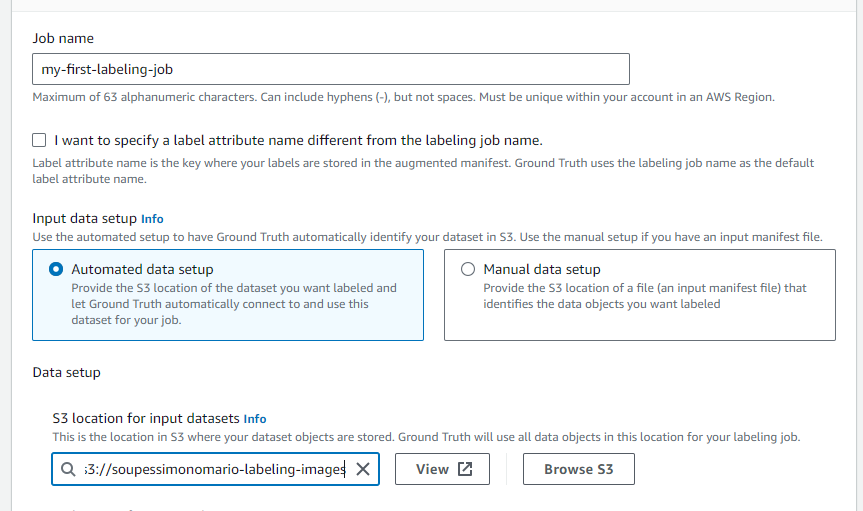 Job name
my-first-labeling-job
Maximum of 63 alphanumeric characters. Can include hyphens (-), but not spaces. Must be unique within your account in an AWS Region.
I want to specify a label attribute name different from the labeling job name.
Label attribute name is the key where your labels are stored in the augmented manifest. Ground Truth uses the labeling job name as the default
label attribute name.
Input data setup Info
Use the automated setup to have Ground Truth automatically identify your dataset in S3. Use the manual setup if you have an input manifest file.
Automated data setup
Provide the S3 location of the dataset you want labeled and
let Ground Truth automatically connect to and use this
dataset for your job.
Manual data setup
Provide the S3 location of a file (an input manifest file) that
identifies the data objects you want labeled
Data setup
S3 location for input datasets Info
This is the location in S3 where your dataset objects are stored. Ground Truth will use all data objects in this location for your labeling job.
s3://soupessimonomario-labeling-images View Browse S3